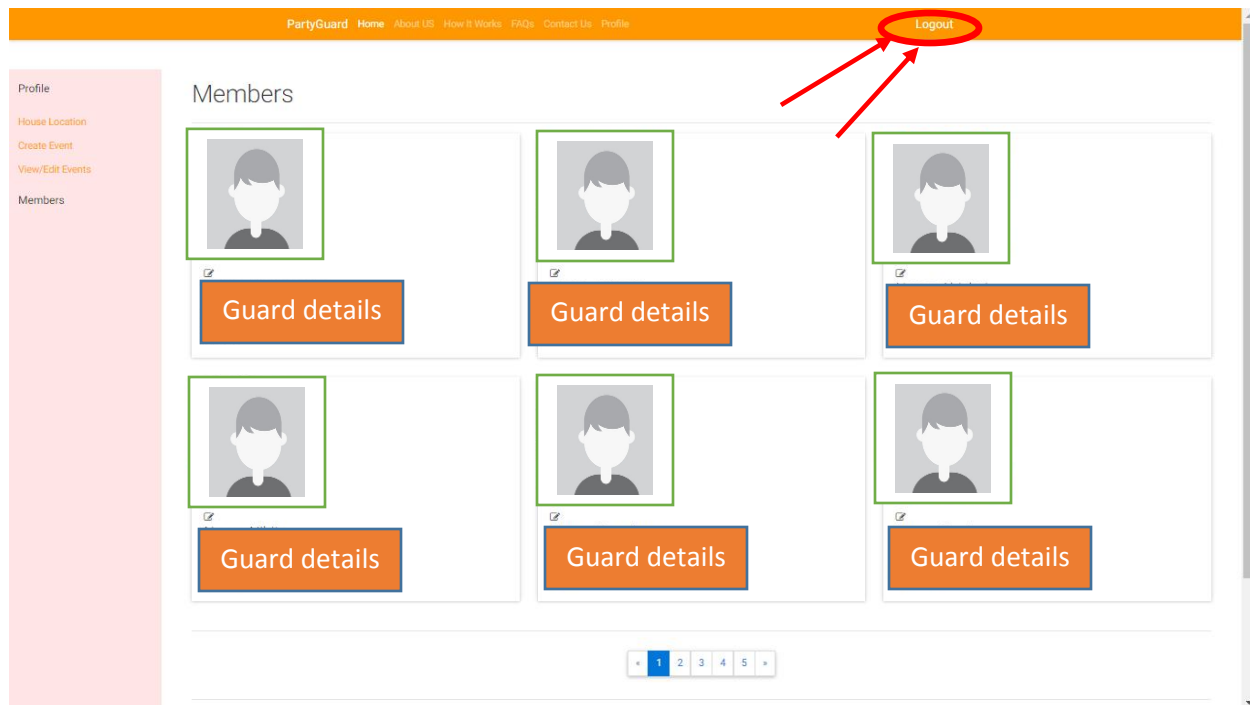 PartyGuard Home About US How It Works FAQs Contact Us Profile Logout
Profile
House Location
Create Event
View/Edit Events
Members
Members
Guard details Guard details Guard details
Guard details Guard details Guard details
« 1 2 3 4 5 »